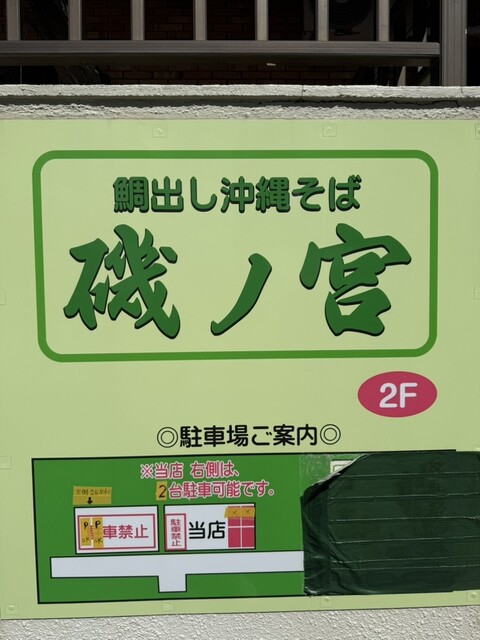 鯛出し沖縄そば
磯ノ宮
2F
◎駐車場ご案内◎
※当店 右側は、
2台駐車可能です。
車禁止
駐車禁止
当店